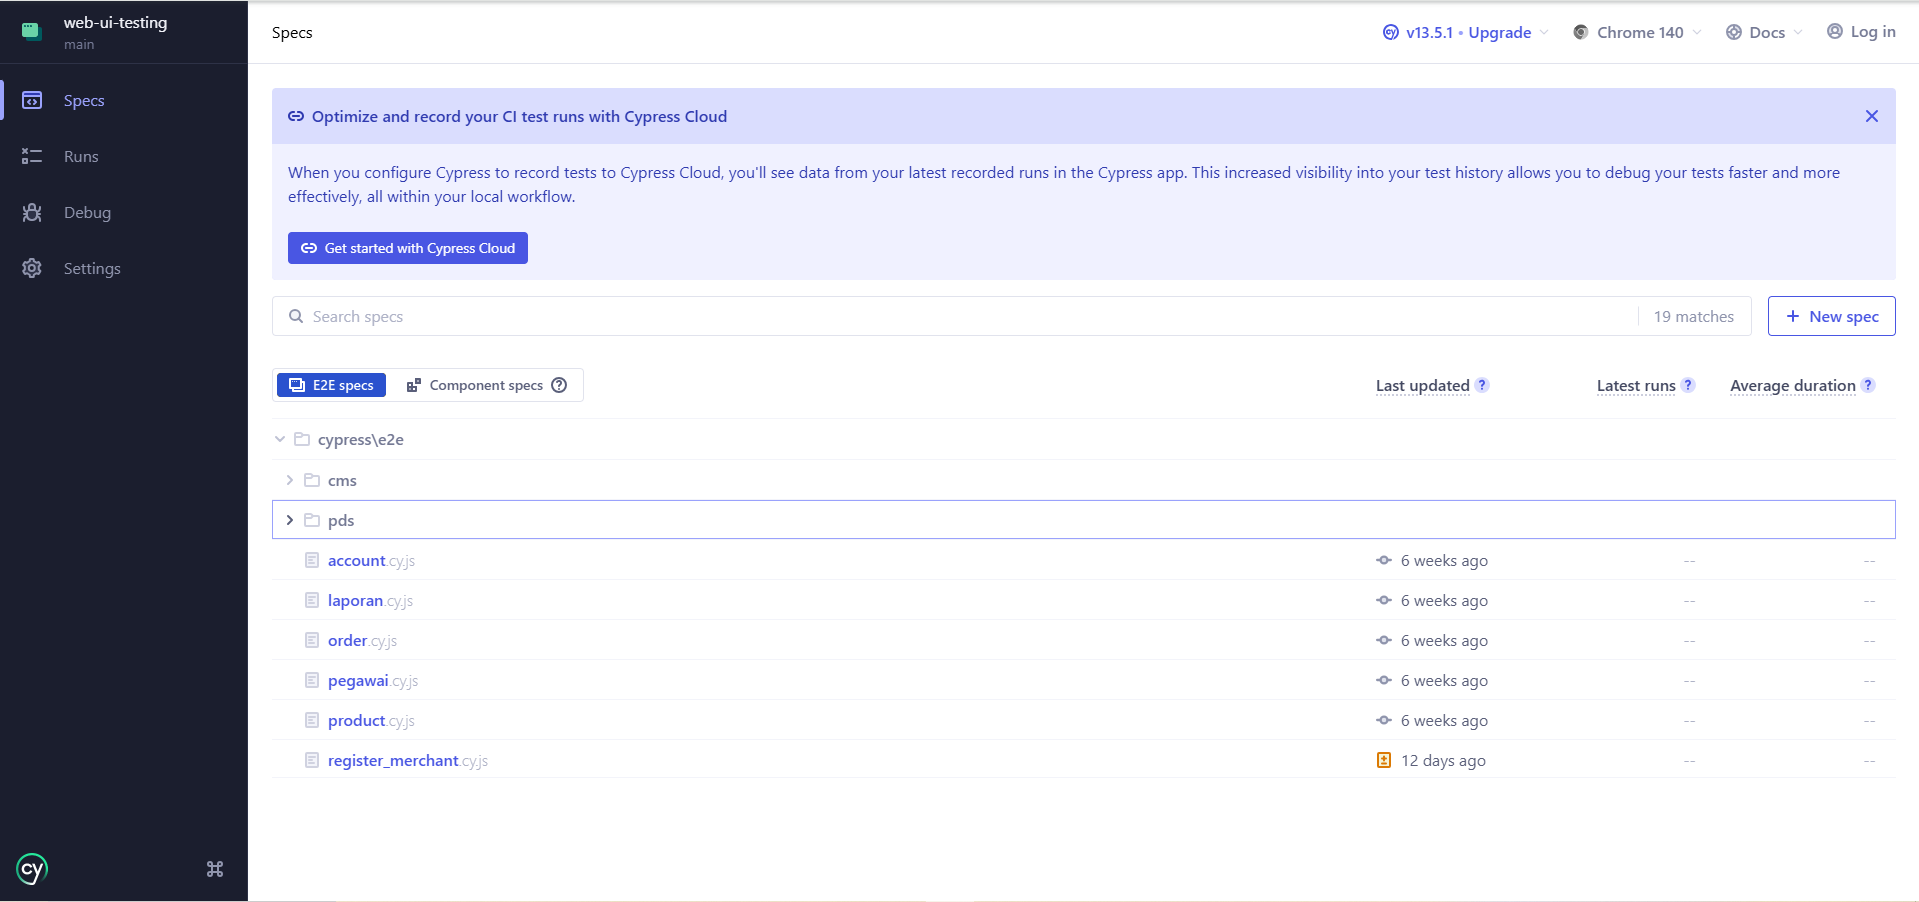 web-ui-testing
main
Specs
Runs
Debug
Settings
cy
Specs
cy v13.5.1 • Upgrade
Chrome 140
Docs
Log in
Optimize and record your CI test runs with Cypress Cloud
When you configure Cypress to record tests to Cypress Cloud, you'll see data from your latest recorded runs in the Cypress app. This increased visibility into your test history allows you to debug your tests faster and more
effectively, all within your local workflow.
Get started with Cypress Cloud
Search specs 19 matches
New spec
E2E specs Component specs ? Last updated ? Latest runs ? Average duration ?
cypress\e2e
cms
pds
account.cy.js 6 weeks ago -- --
laporan.cy.js 6 weeks ago -- --
order.cy.js 6 weeks ago -- --
pegawai.cy.js 6 weeks ago -- --
product.cy.js 6 weeks ago -- --
register_merchant.cy.js 12 days ago -- --